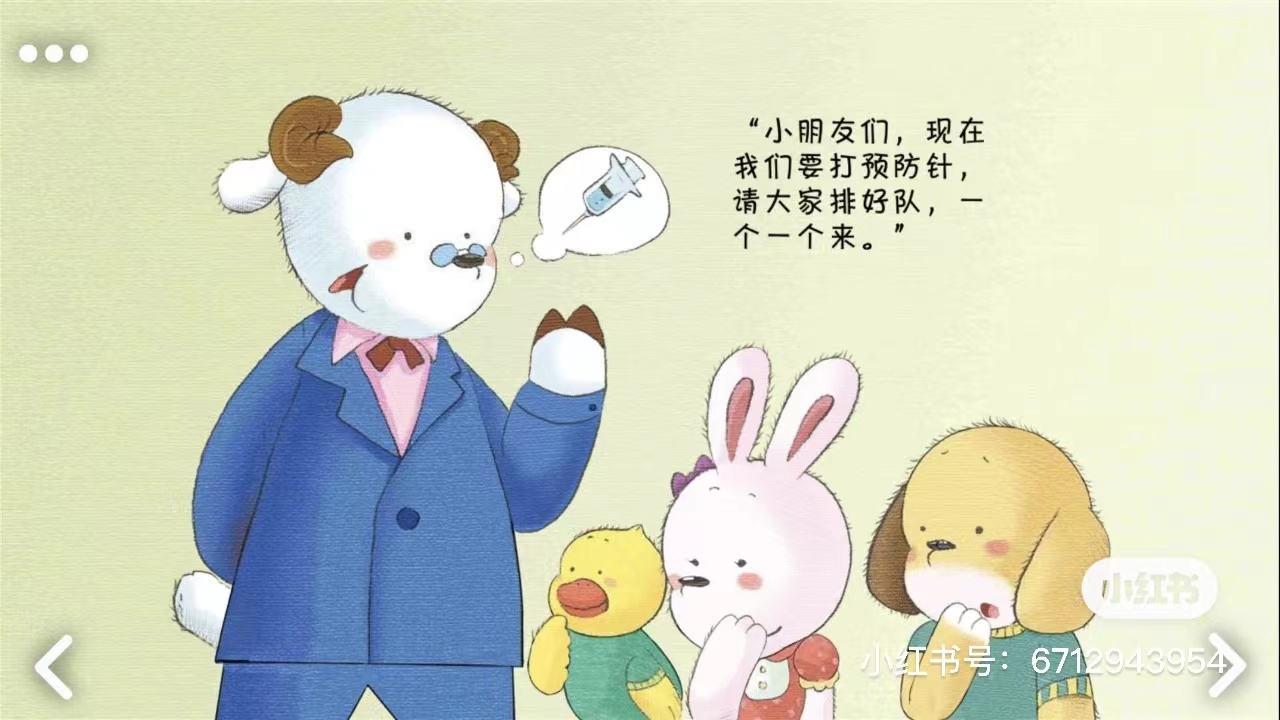 “小朋友们，现在
我们要打预防针，
请大家排好队，一
个一个来。”
小红书
小红书号：6712943954